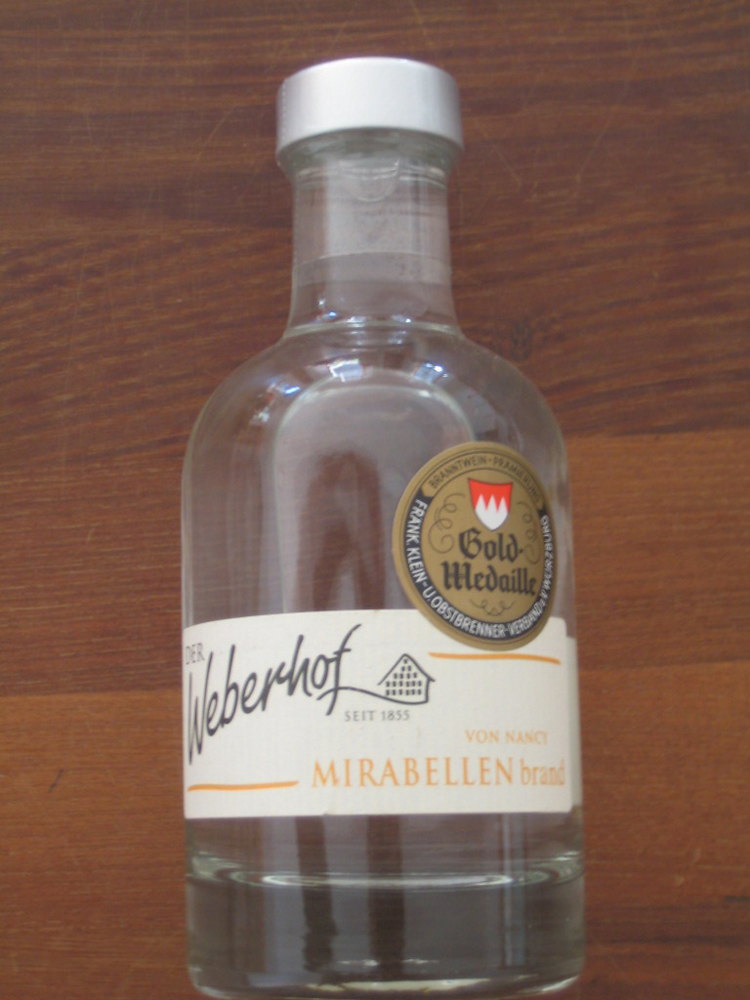 BRANNTWEIN-PRÄMIERUNG
Gold-
Medaille
FRANK. KLEIN-U.OBSTBRENNER-VERBAND e.V WÜRZBURG
DER
Weberhof
SEIT 1855
VON NANCY
MIRABELLEN brand